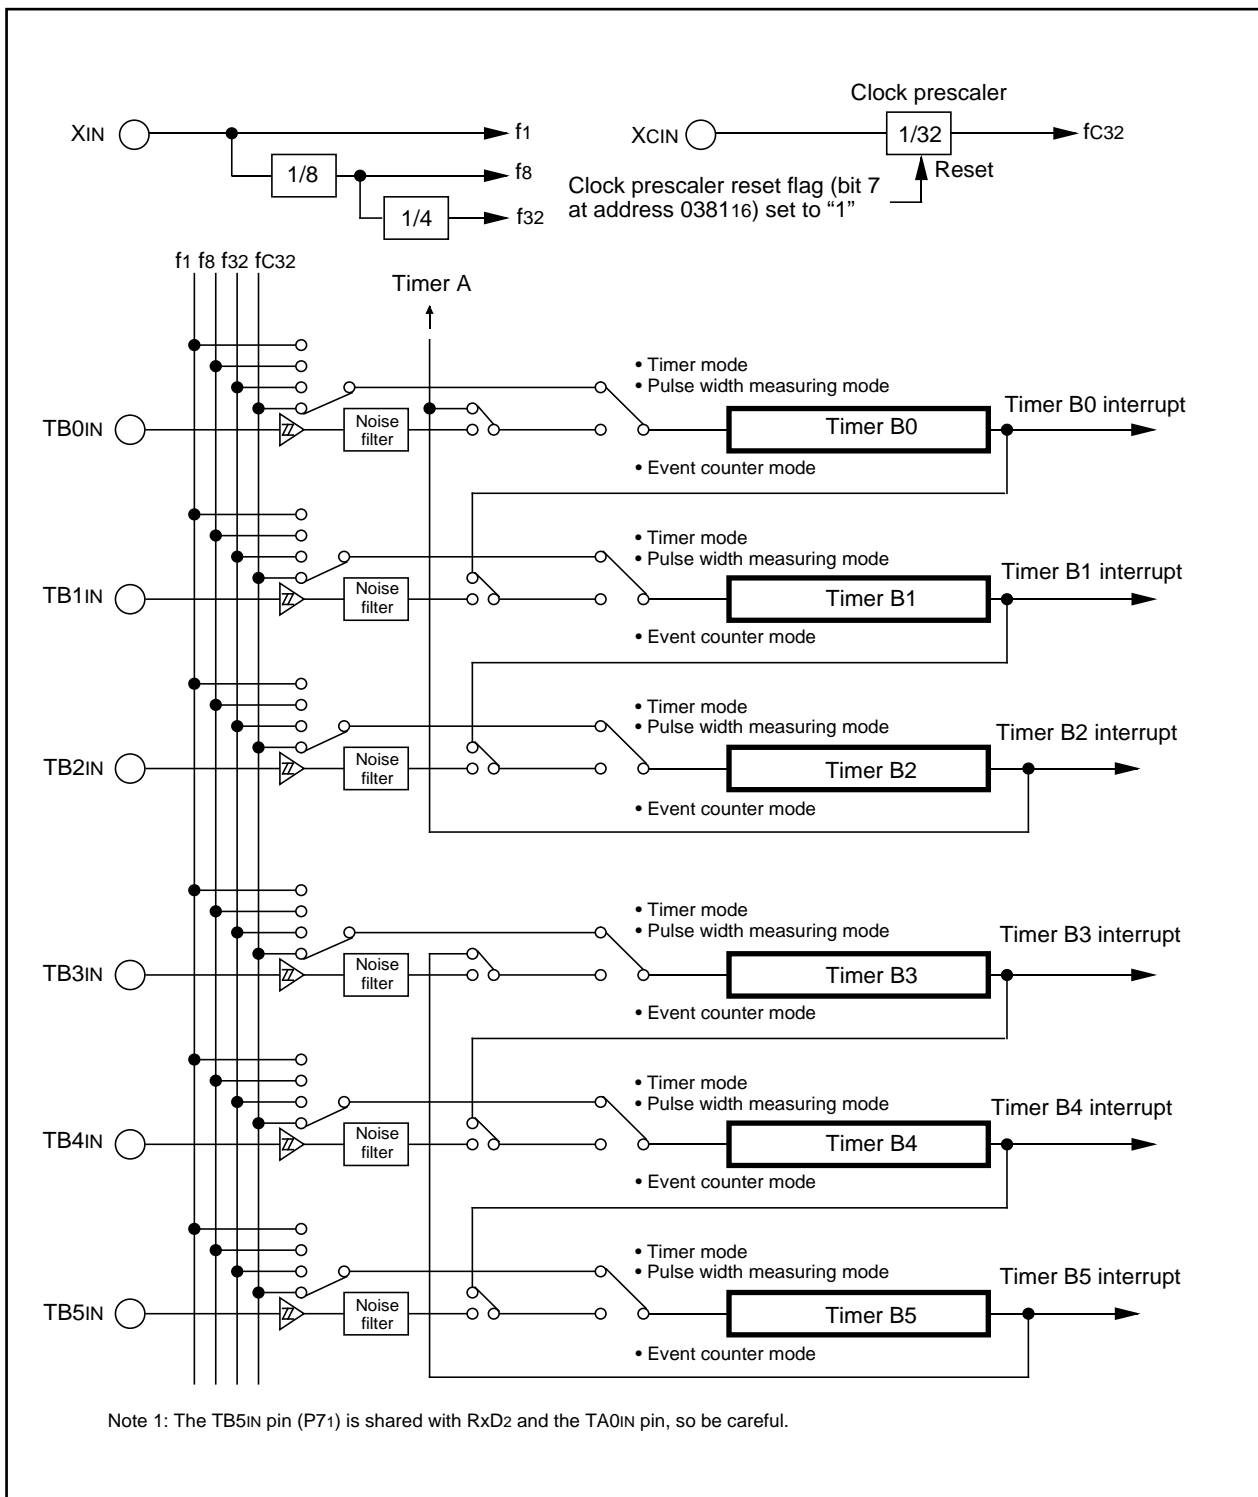 Clock prescaler
XIN
f1
XCIN
1/32
fC32
1/8
f8
Reset
Clock prescaler reset flag (bit 7
at address 038116) set to “1”
1/4
f32
f1 f8 f32 fC32
Timer A
• Timer mode
• Pulse width measuring mode
Timer B0 interrupt
TB0IN
Noise
filter
Timer B0
• Event counter mode
• Timer mode
• Pulse width measuring mode
Timer B1 interrupt
TB1IN
Noise
filter
Timer B1
• Event counter mode
• Timer mode
• Pulse width measuring mode
Timer B2 interrupt
TB2IN
Noise
filter
Timer B2
• Event counter mode
• Timer mode
• Pulse width measuring mode
Timer B3 interrupt
TB3IN
Noise
filter
Timer B3
• Event counter mode
• Timer mode
• Pulse width measuring mode
Timer B4 interrupt
TB4IN
Noise
filter
Timer B4
• Event counter mode
• Timer mode
• Pulse width measuring mode
Timer B5 interrupt
TB5IN
Noise
filter
Timer B5
• Event counter mode
Note 1: The TB5IN pin (P71) is shared with RxD2 and the TA0IN pin, so be careful.